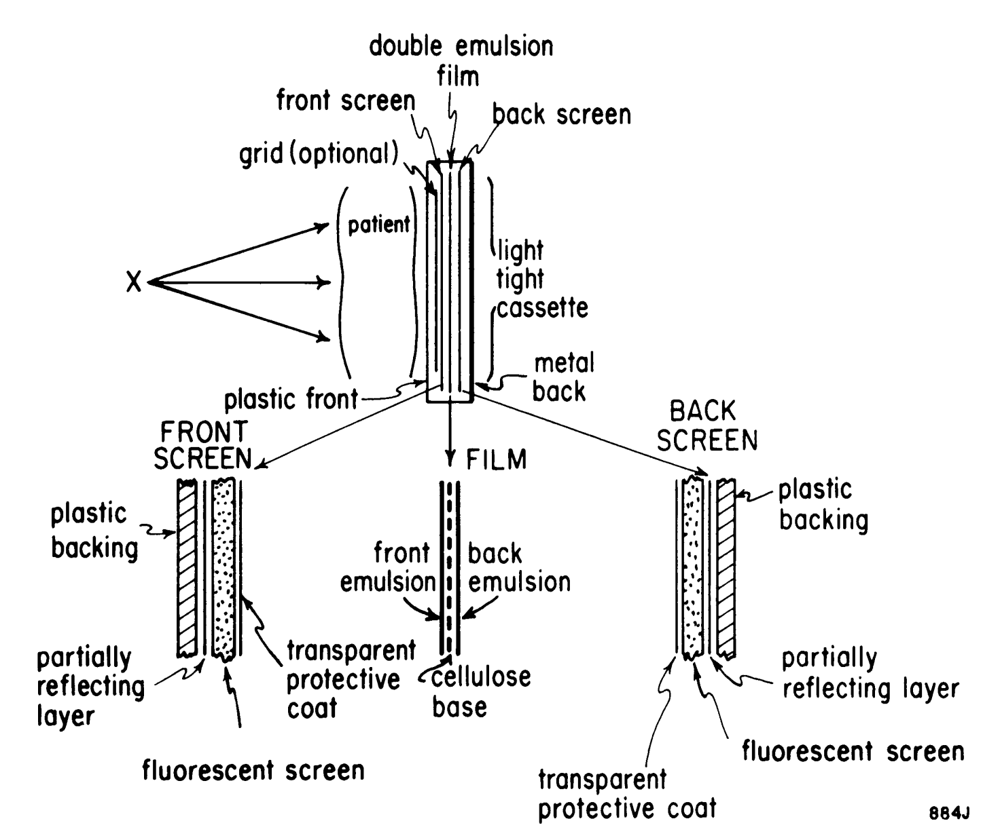 double emulsion
film
front screen
back screen
grid (optional)
patient
X
light
tight
cassette
metal
back
plastic front
FRONT
SCREEN
FILM
BACK
SCREEN
plastic
backing
partially
reflecting
layer
fluorescent screen
transparent
protective
coat
front
emulsion
back
emulsion
cellulose
base
plastic
backing
partially
reflecting layer
fluorescent screen
transparent
protective coat
884J